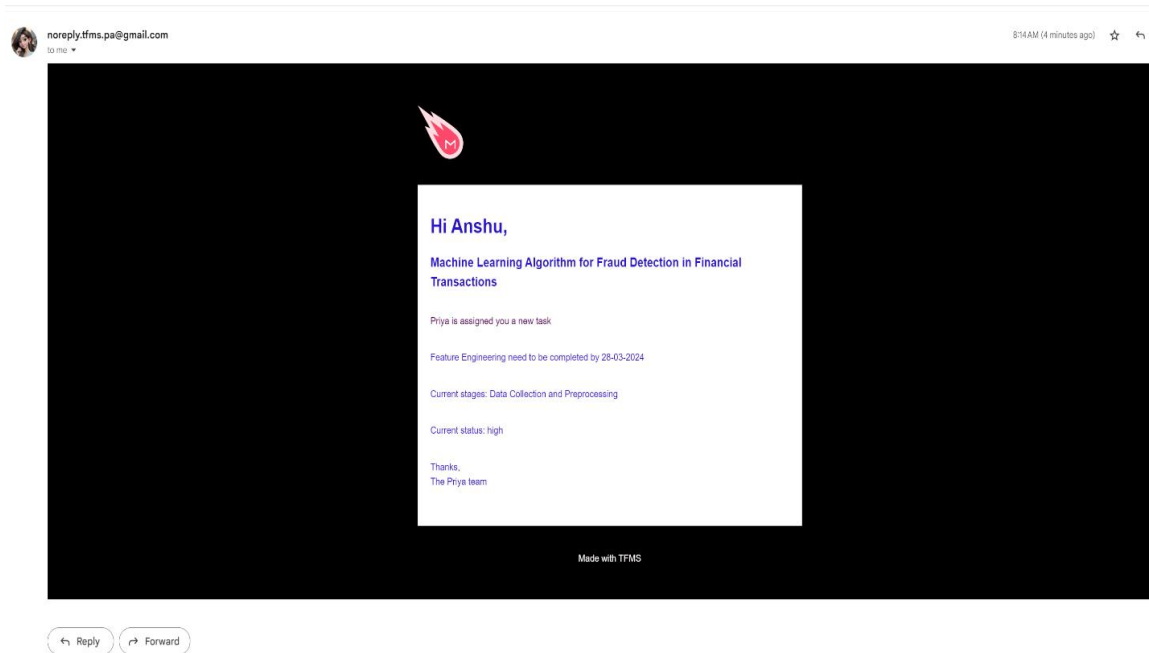 noreply.tfms.pa@gmail.com
8:14 AM (4 minutes ago)
to me
M
Hi Anshu,
Machine Learning Algorithm for Fraud Detection in Financial
Transactions
Priya is assigned you a new task
Feature Engineering need to be completed by 28-03-2024
Current stages: Data Collection and Preprocessing
Current status: high
Thanks,
The Priya team
Made with TFMS
Reply
Forward